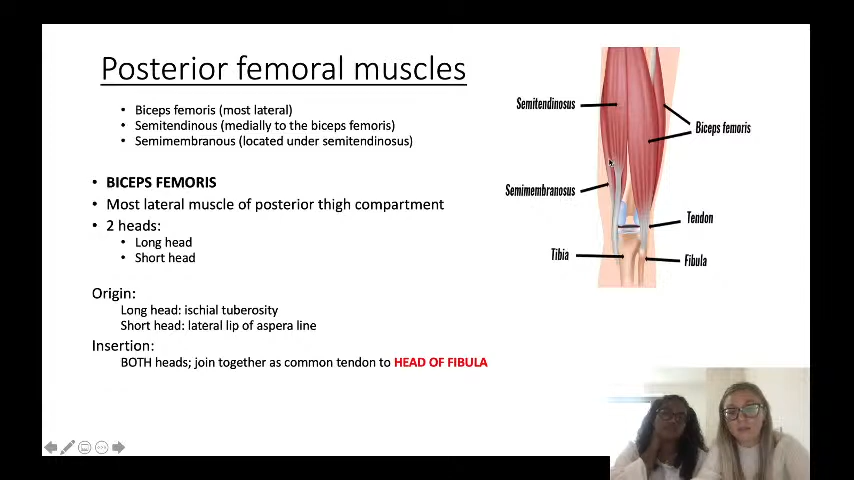 Posterior femoral muscles
• Biceps femoris (most lateral)
• Semitendinous (medially to the biceps femoris)
• Semimembranous (located under semitendinosus)
• BICEPS FEMORIS
• Most lateral muscle of posterior thigh compartment
• 2 heads:
• Long head
• Short head
Origin:
Long head: ischial tuberosity
Short head: lateral lip of aspera line
Insertion:
BOTH heads; join together as common tendon to HEAD OF FIBULA
Semitendinosus
Biceps femoris
Semimembranosus
Tendon
Tibia
Fibula